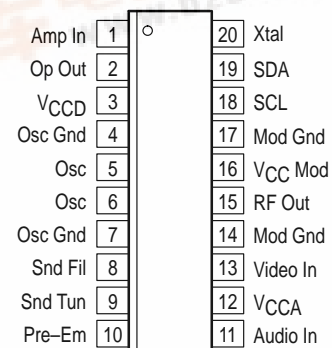 Amp In 1 20 Xtal
Op Out 2 19 SDA
VCCD 3 18 SCL
Osc Gnd 4 17 Mod Gnd
Osc 5 16 VCC Mod
Osc 6 15 RF Out
Osc Gnd 7 14 Mod Gnd
Snd Fil 8 13 Video In
Snd Tun 9 12 VCCA
Pre–Em 10 11 Audio In